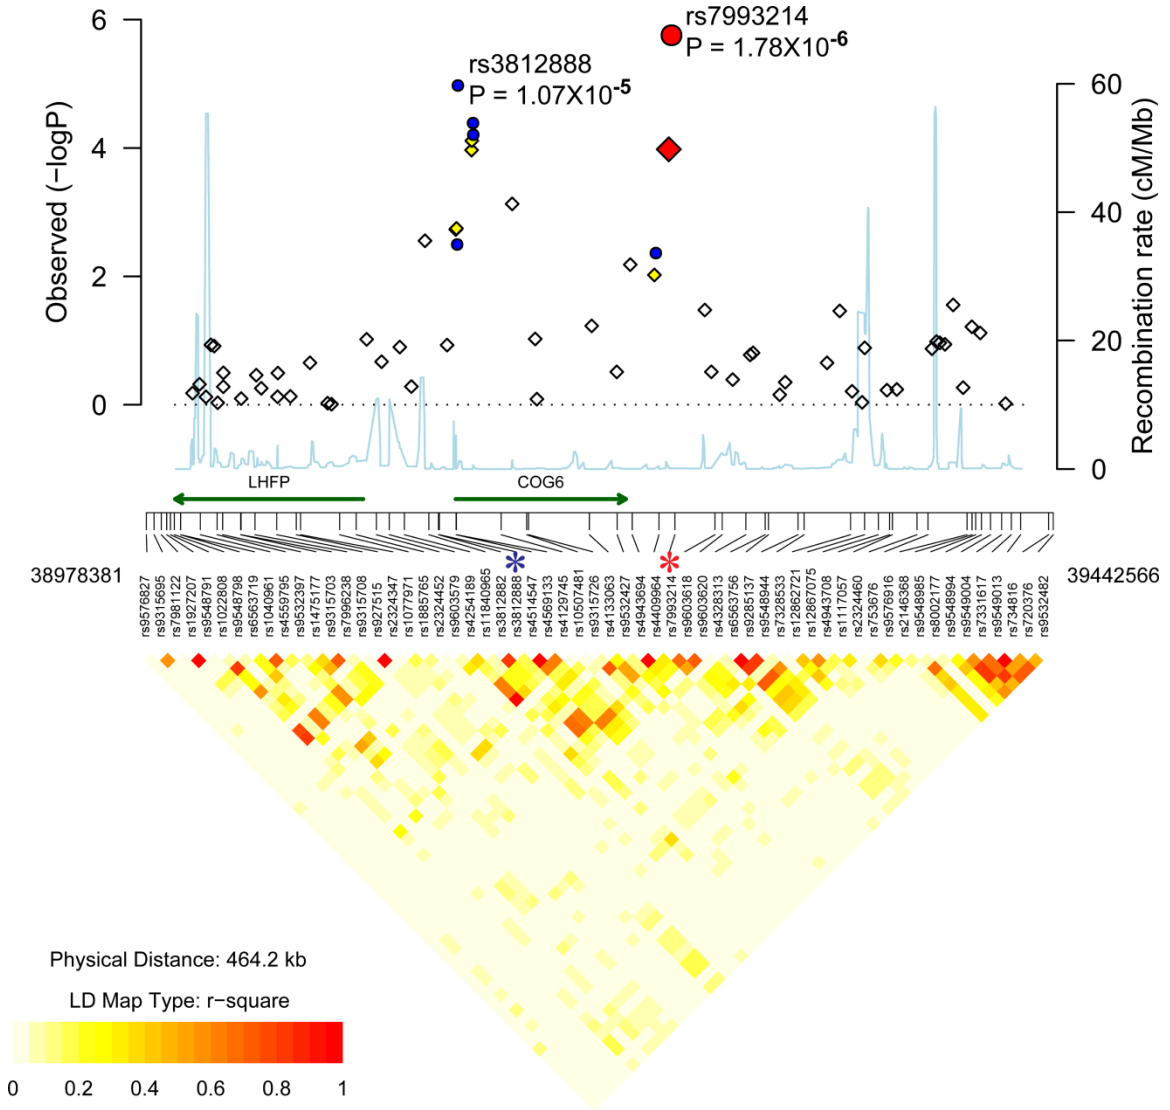 rs7993214
P = 1.78X10-6
rs3812888
P = 1.07X10-5
6
4
2
0
Observed (−logP)
60
40
20
0
Recombination rate (cM/Mb)
LHFP
COG6
*
*
38978381
39442566
rs9576827
rs9315695
rs7981122
rs1927207
rs9548791
rs1022808
rs9548798
rs6563719
rs1040961
rs4559795
rs9532397
rs1475177
rs9315703
rs7996238
rs9315708
rs9275515
rs2324347
rs1077971
rs1885765
rs2324452
rs9603579
rs4254189
rs11840965
rs3812882
rs3812888
rs4514547
rs4569133
rs4129745
rs10507481
rs9315726
rs4133063
rs9532427
rs4943694
rs4409964
rs7993214
rs9603618
rs9603620
rs4328313
rs6563756
rs9285137
rs9548944
rs7328533
rs12862721
rs12867075
rs4943708
rs1117057
rs2324460
rs753676
rs9576916
rs2146368
rs9548985
rs8002177
rs9548994
rs9549004
rs7331617
rs9549013
rs734816
rs720376
rs9532482
Physical Distance: 464.2 kb
LD Map Type: r−square
0 0.2 0.4 0.6 0.8 1